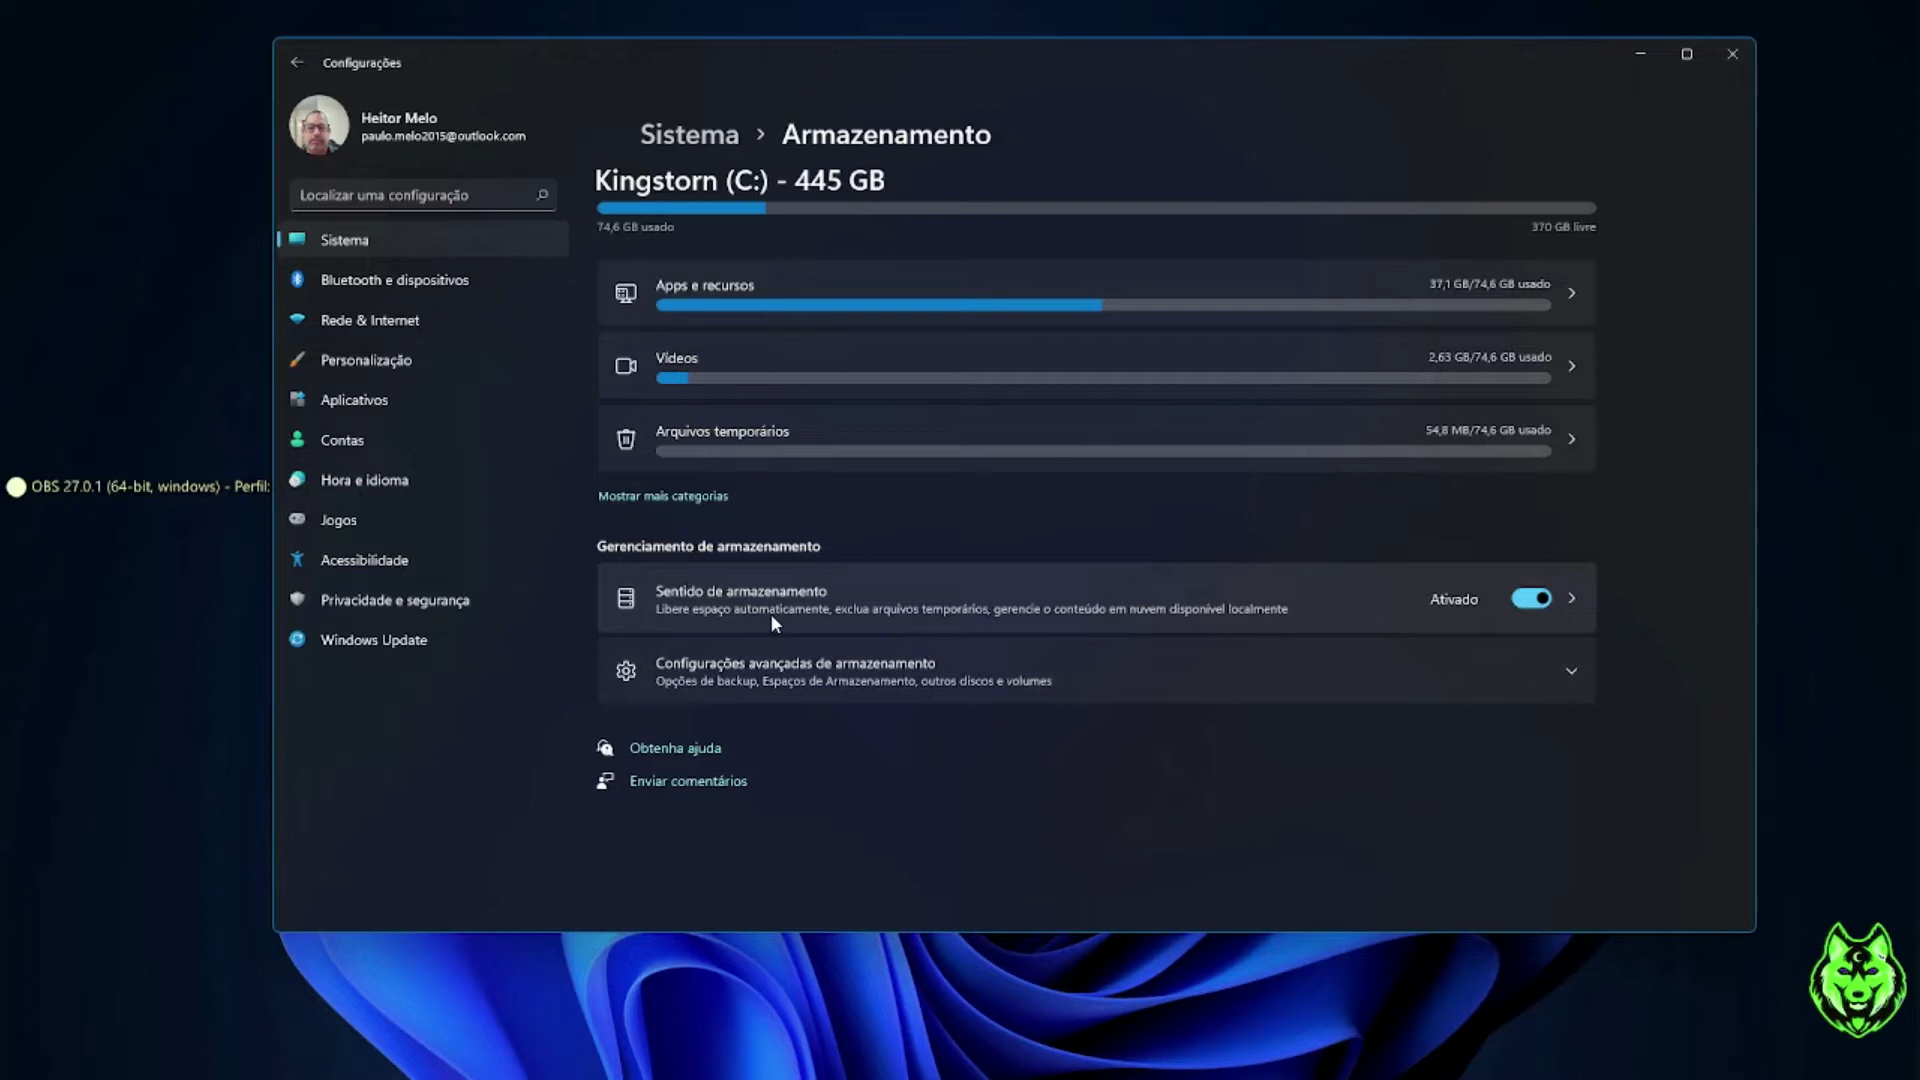 Configurações
Heitor Melo
paulo.melo2015@outlook.com
Localizar uma configuração
Sistema
Bluetooth e dispositivos
Rede & Internet
Personalização
Aplicativos
Contas
Hora e idioma
Jogos
Acessibilidade
Privacidade e segurança
Windows Update
OBS 27.0.1 (64-bit, windows) - Perfil:
Sistema > Armazenamento
Kingstorn (C:) - 445 GB
74,6 GB usado 370 GB livre
Apps e recursos 37,1 GB/74,6 GB usado
Vídeos 2,63 GB/74,6 GB usado
Arquivos temporários 54,8 MB/74,6 GB usado
Mostrar mais categorias
Gerenciamento de armazenamento
Sentido de armazenamento
Libere espaço automaticamente, exclua arquivos temporários, gerencie o conteúdo em nuvem disponível localmente
Ativado
Configurações avançadas de armazenamento
Opções de backup, Espaços de Armazenamento, outros discos e volumes
Obtenha ajuda
Enviar comentários